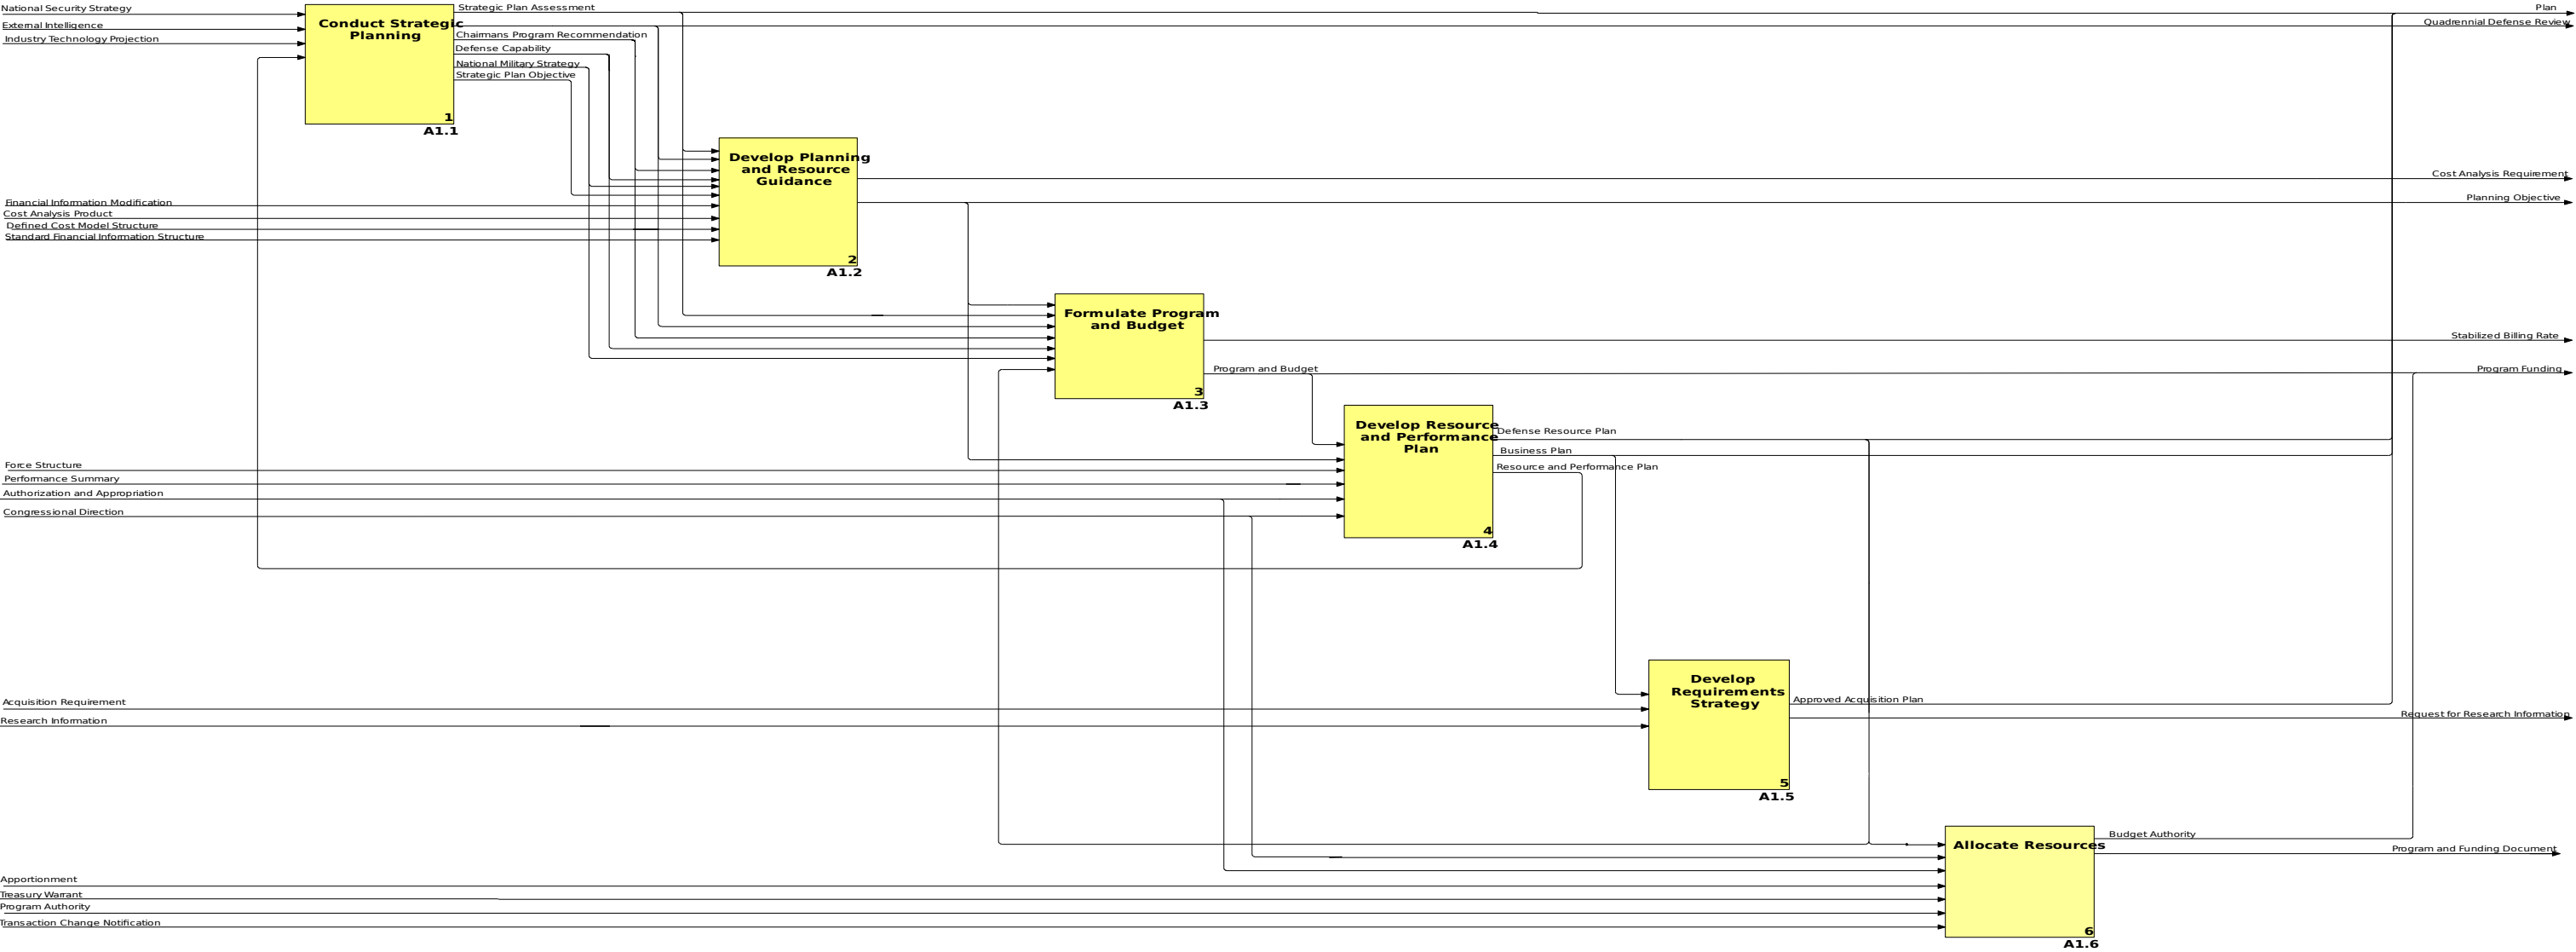 National Security Strategy
External Intelligence
Industry Technology Projection
Conduct Strategic
Planning
1
A1.1
Strategic Plan Assessment
Chairmans Program Recommendation
Defense Capability
National Military Strategy
Strategic Plan Objective
Plan
Quadrennial Defense Review
Financial Information Modification
Cost Analysis Product
Defined Cost Model Structure
Standard Financial Information Structure
Develop Planning
and Resource
Guidance
2
A1.2
Cost Analysis Requirement
Planning Objective
Formulate Program
and Budget
3
A1.3
Stabilized Billing Rate
Program and Budget
Program Funding
Force Structure
Performance Summary
Authorization and Appropriation
Congressional Direction
Develop Resource
and Performance
Plan
4
A1.4
Defense Resource Plan
Business Plan
Resource and Performance Plan
Acquisition Requirement
Research Information
Develop
Requirements
Strategy
5
A1.5
Approved Acquisition Plan
Request for Research Information
Apportionment
Treasury Warrant
Program Authority
Transaction Change Notification
Allocate Resources
6
A1.6
Budget Authority
Program and Funding Document